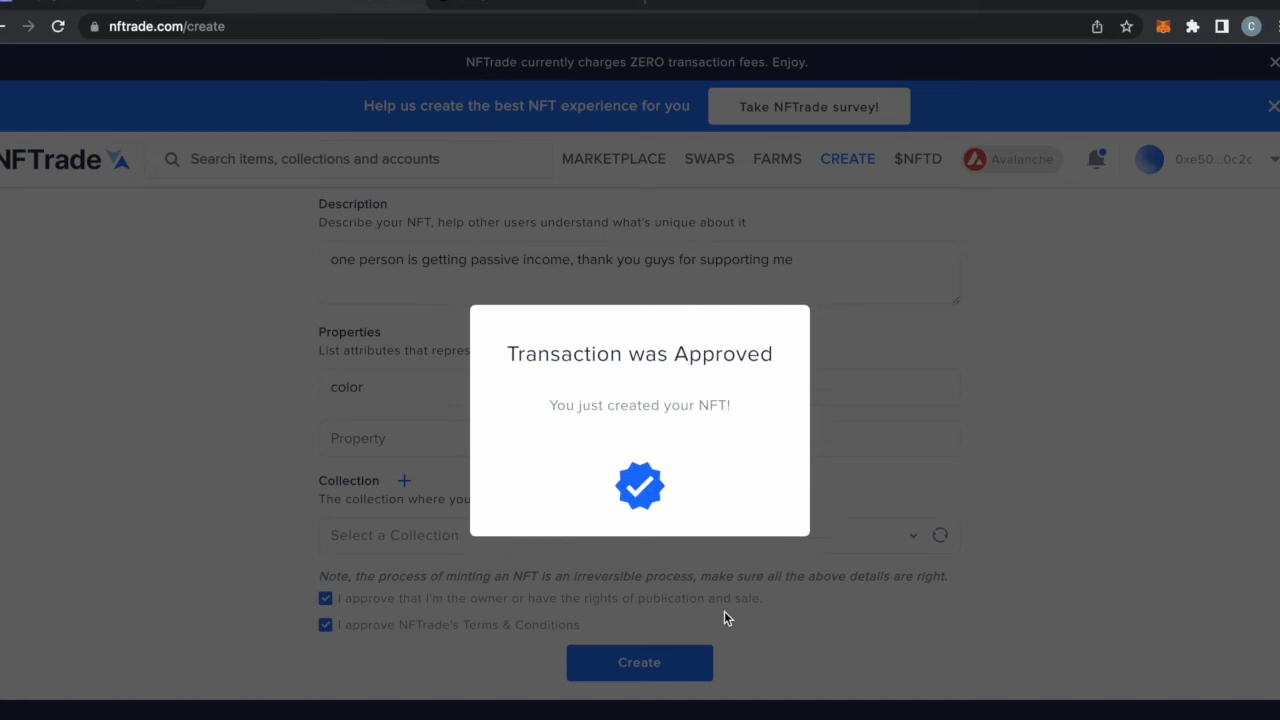 nftrade.com/create
C
NFTrade currently charges ZERO transaction fees. Enjoy.
Help us create the best NFT experience for you
Take NFTrade survey!
NFTrade
Search items, collections and accounts
MARKETPLACE
SWAPS
FARMS
CREATE
$NFTD
Avalanche
0xe50...0c2c
Description
Describe your NFT, help other users understand what's unique about it
one person is getting passive income, thank you guys for supporting me
Properties
List attributes that repres
color
Property
Transaction was Approved
You just created your NFT!
Collection +
The collection where you
Select a Collection
Note, the process of minting an NFT is an irreversible process, make sure all the above details are right.
I approve that I'm the owner or have the rights of publication and sale.
I approve NFTrade's Terms & Conditions
Create